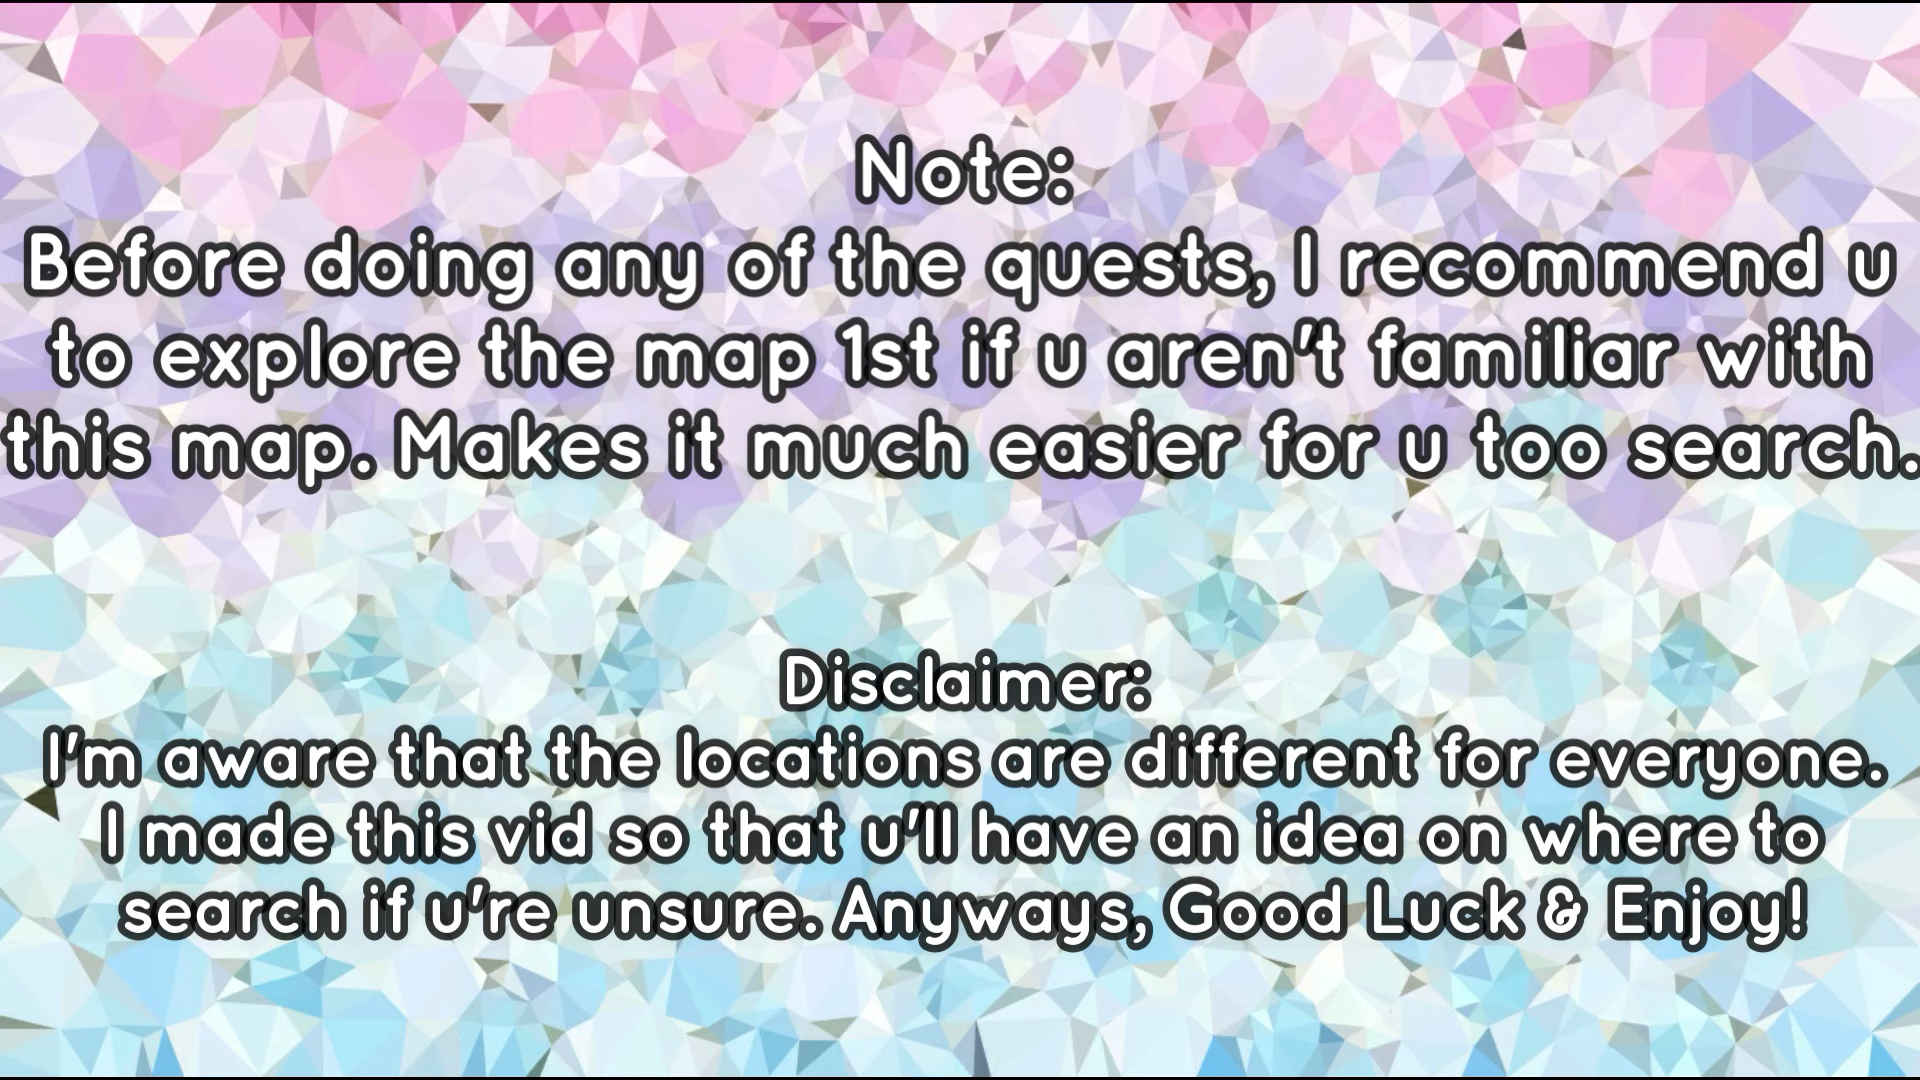 Note:
Before doing any of the quests, I recommend u
to explore the map 1st if u aren't familiar with
this map. Makes it much easier for u too search.
Disclaimer:
I'm aware that the locations are different for everyone.
I made this vid so that u'll have an idea on where to
search if u're unsure. Anyways, Good Luck & Enjoy!